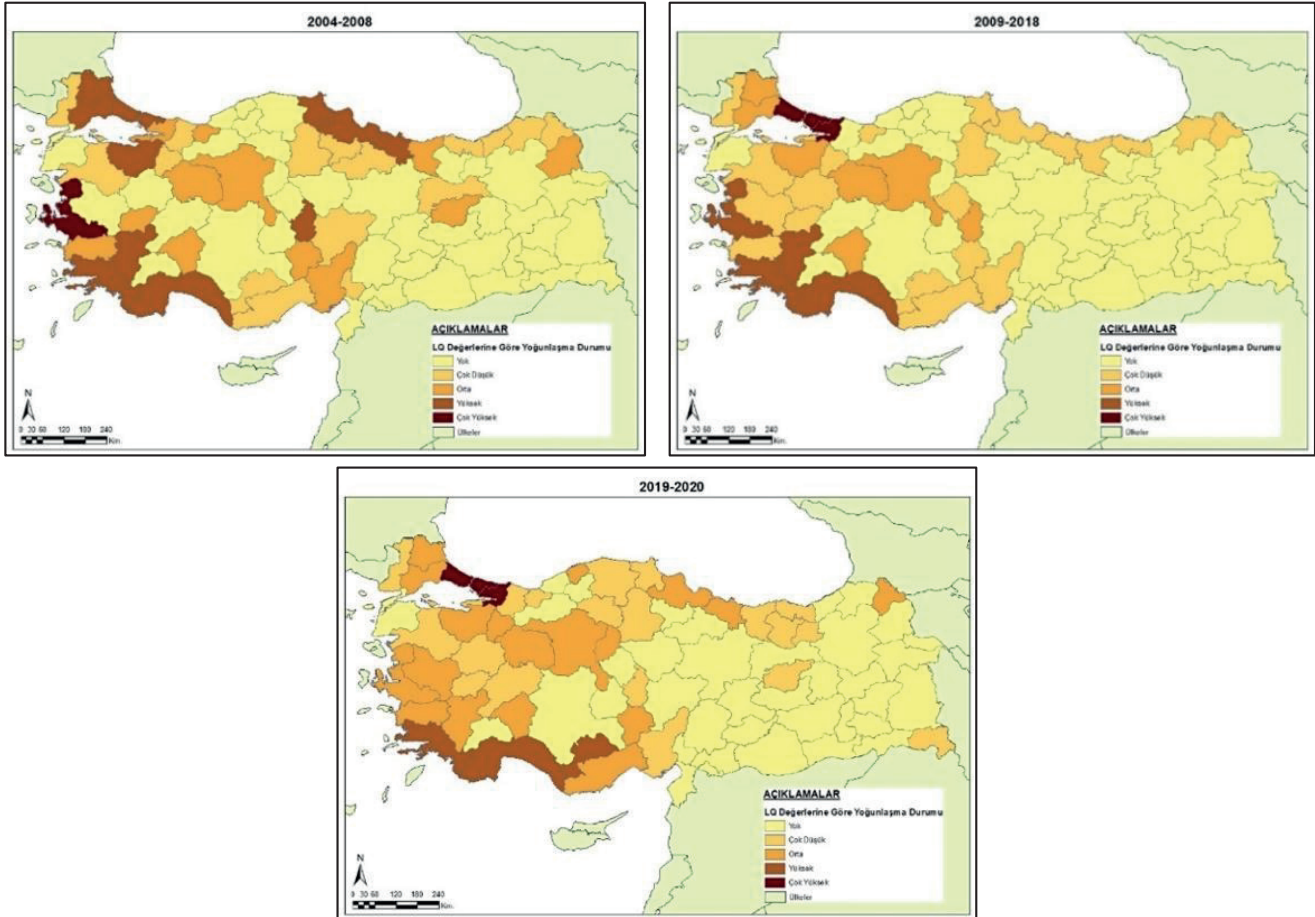 2004-2008
AÇIKLAMALAR
LQ Değerlerine Göre Yoğunlaşma Durumu
Yok
Çok Düşük
Orta
Yüksek
Çok Yüksek
Ülkeler
N
0 30 60 120 180 240
Km.
2009-2018
AÇIKLAMALAR
LQ Değerlerine Göre Yoğunlaşma Durumu
Yok
Çok Düşük
Orta
Yüksek
Çok Yüksek
Ülkeler
N
0 30 60 120 180 240
Km.
2019-2020
AÇIKLAMALAR
LQ Değerlerine Göre Yoğunlaşma Durumu
Yok
Çok Düşük
Orta
Yüksek
Çok Yüksek
Ülkeler
N
0 30 60 120 180 240
Km.